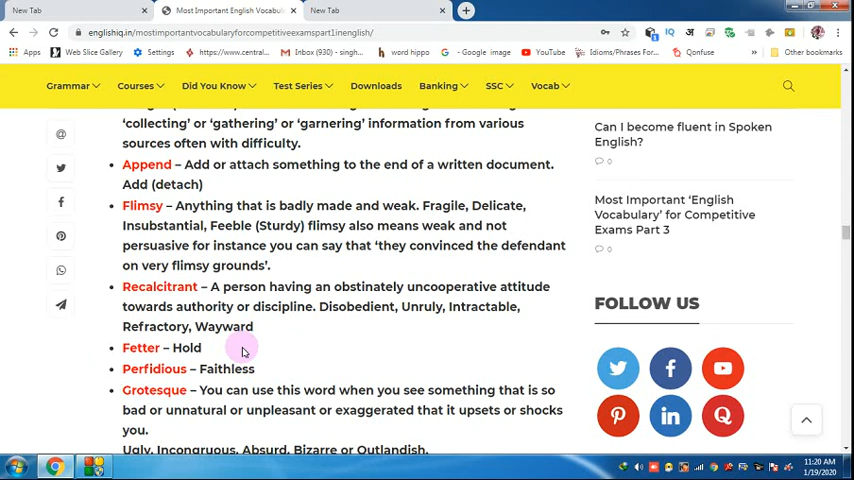 New Tab
Most Important English Vocabul
New Tab
englishiq.in/mostimportantvocabularyforcompetitiveexamspart1inenglish/
Apps
Web Slice Gallery
Settings
https://www.central...
Inbox (930) - singh...
word hippo
G - Google image
YouTube
Idioms/Phrases For...
Qonfuse
»
Other bookmarks
Grammar
Courses
Did You Know
Test Series
Downloads
Banking
SSC
Vocab
'collecting' or 'gathering' or 'garnering' information from various
sources often with difficulty.
• Append – Add or attach something to the end of a written document.
Add (detach)
• Flimsy – Anything that is badly made and weak. Fragile, Delicate,
Insubstantial, Feeble (Sturdy) flimsy also means weak and not
persuasive for instance you can say that 'they convinced the defendant
on very flimsy grounds'.
• Recalcitrant – A person having an obstinately uncooperative attitude
towards authority or discipline. Disobedient, Unruly, Intractable,
Refractory, Wayward
• Fetter – Hold
• Perfidious – Faithless
• Grotesque – You can use this word when you see something that is so
bad or unnatural or unpleasant or exaggerated that it upsets or shocks
you.
Ugly, Incongruous, Absurd, Bizarre or Outlandish.
Can I become fluent in Spoken
English?
0
Most Important 'English
Vocabulary' for Competitive
Exams Part 3
0
FOLLOW US
11:20 AM
1/19/2020